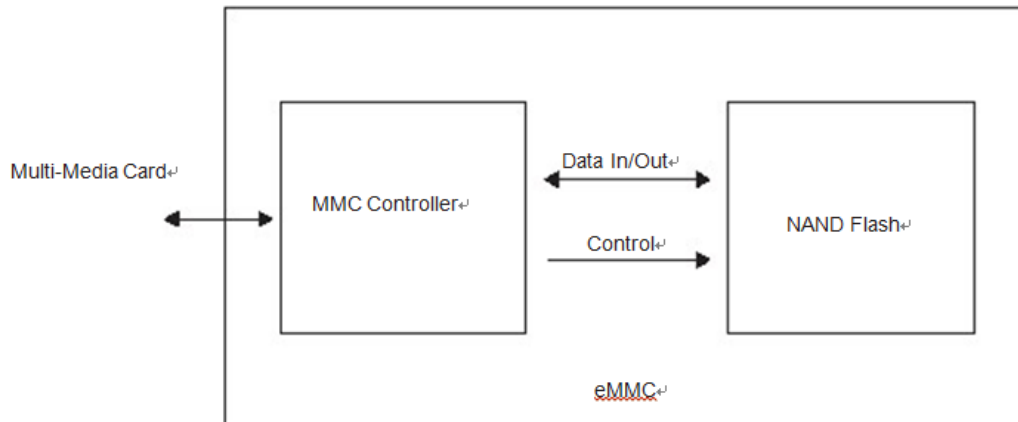 Multi-Media Card
MMC Controller
Data In/Out
Control
NAND Flash
eMMC